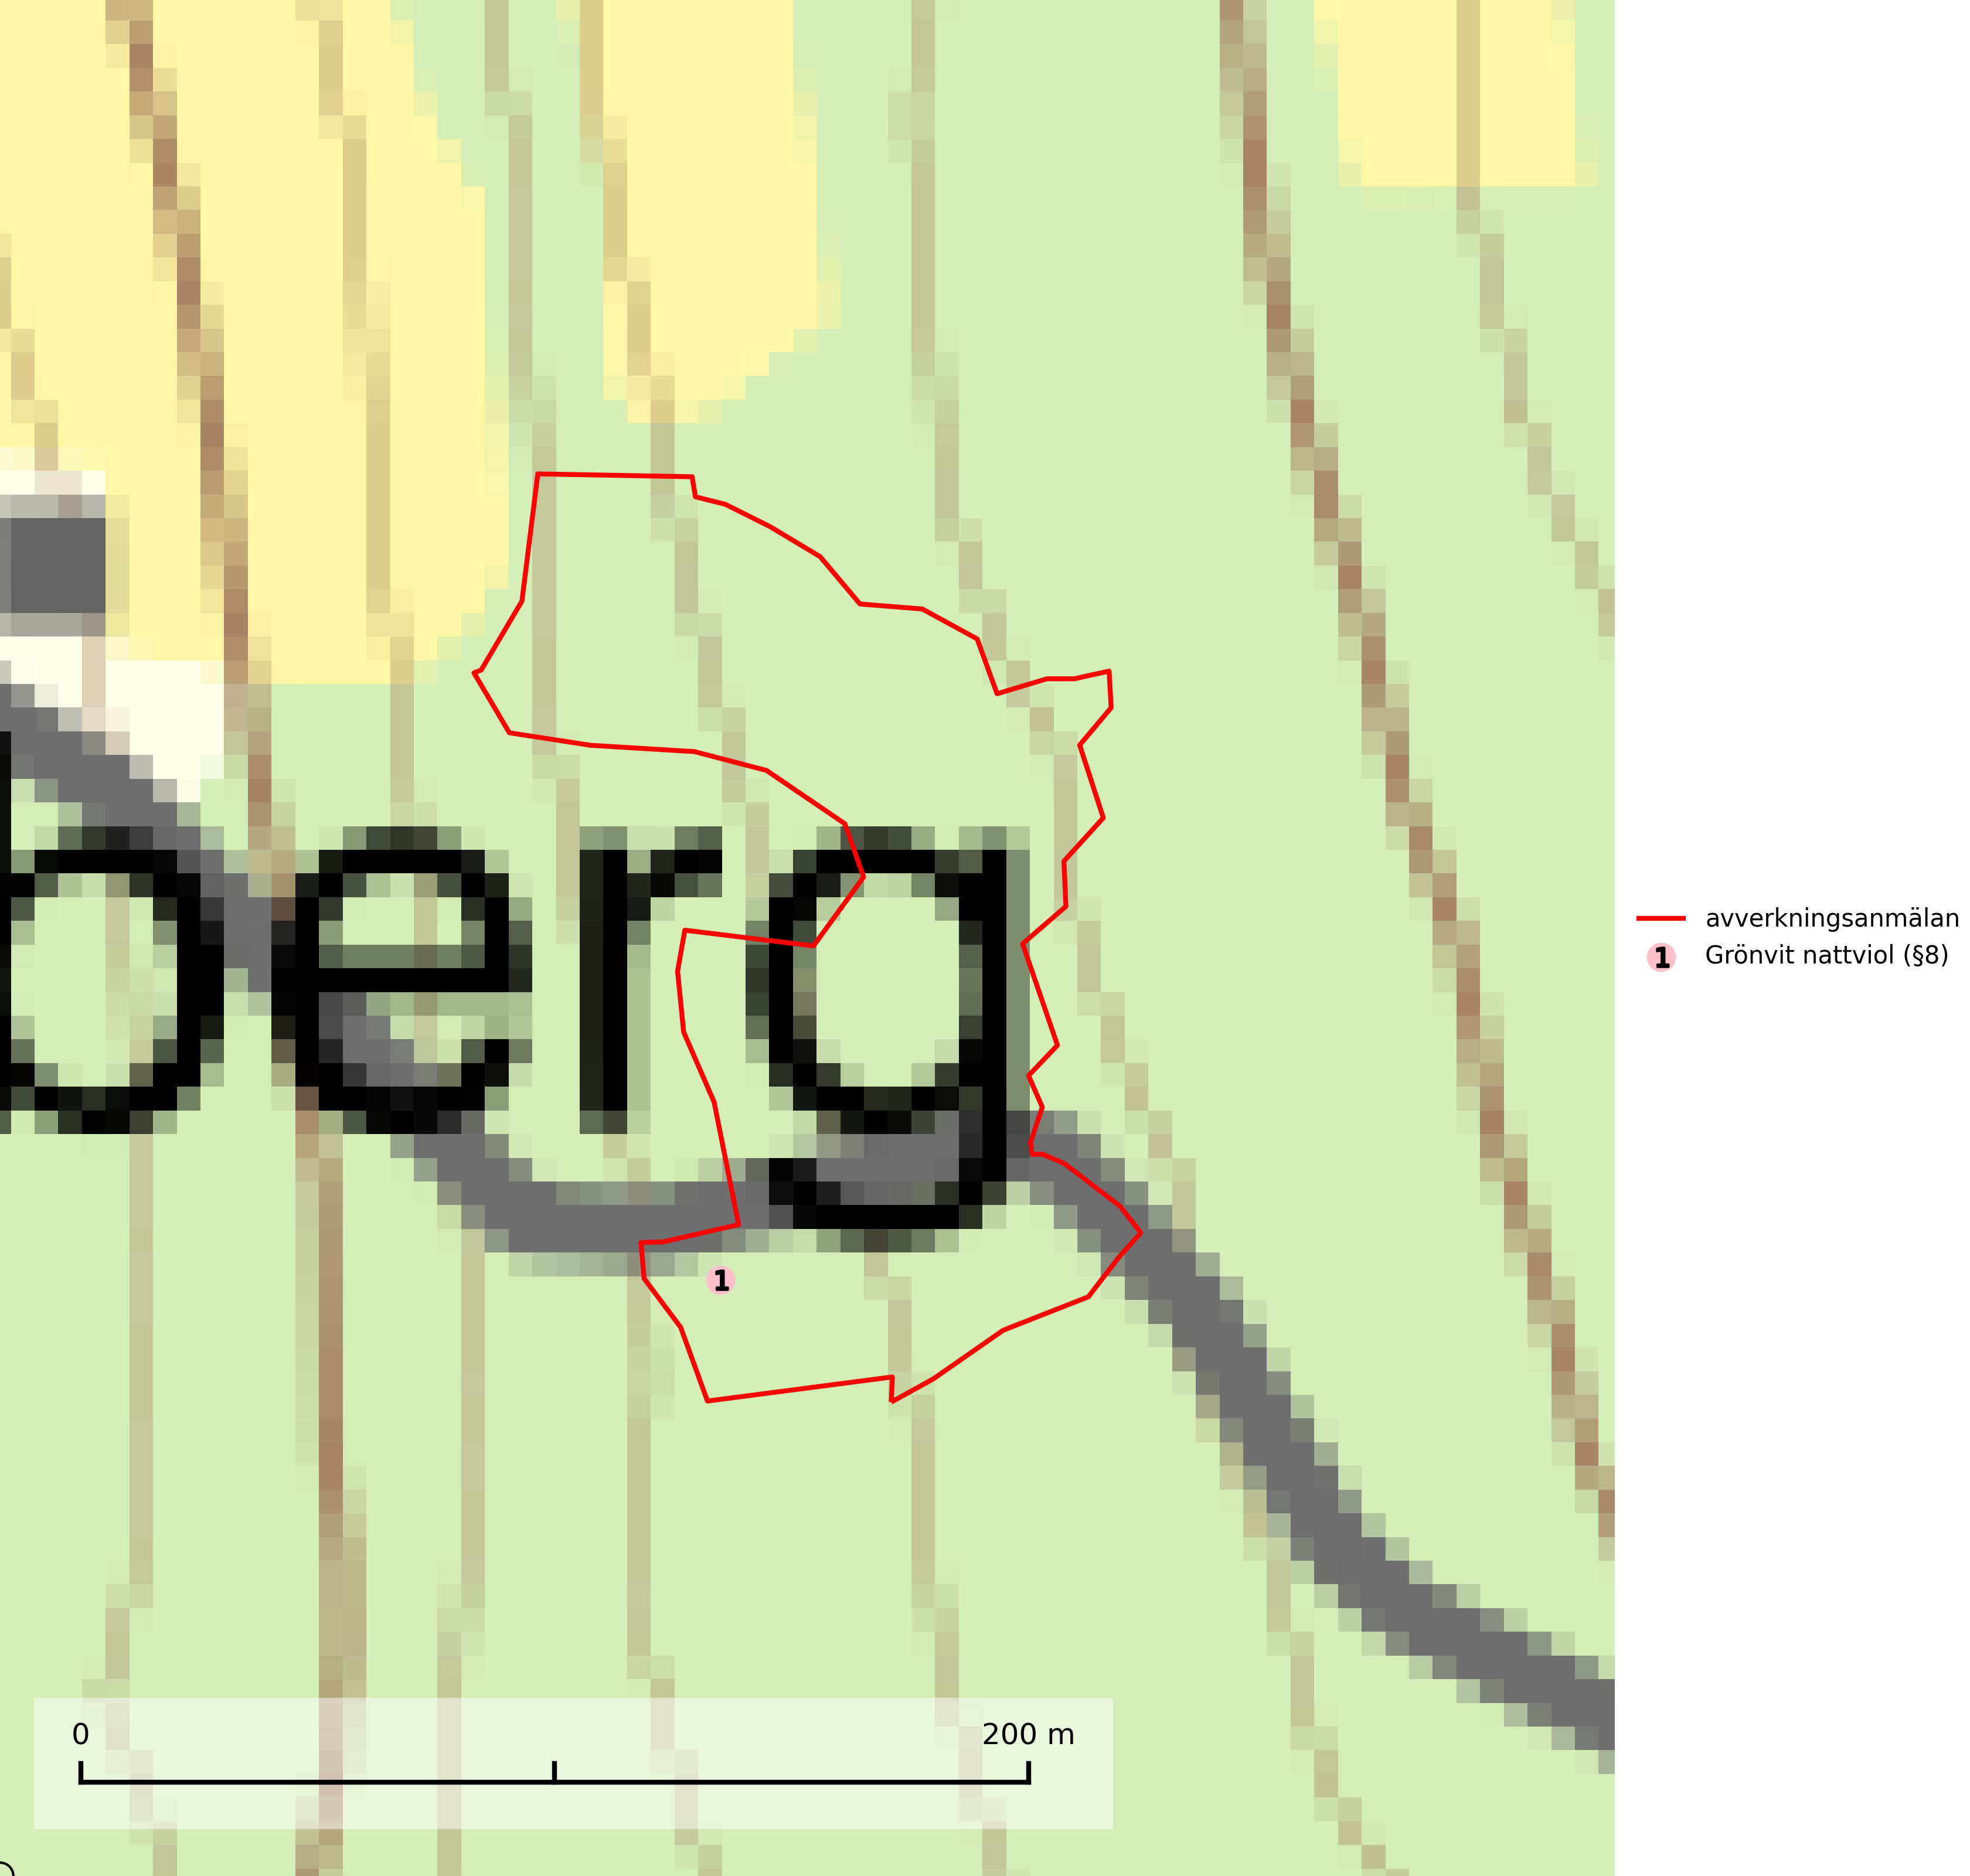 berg
avverkningsanmälan
1 Grönvit nattviol (§8)
1
0 200 m